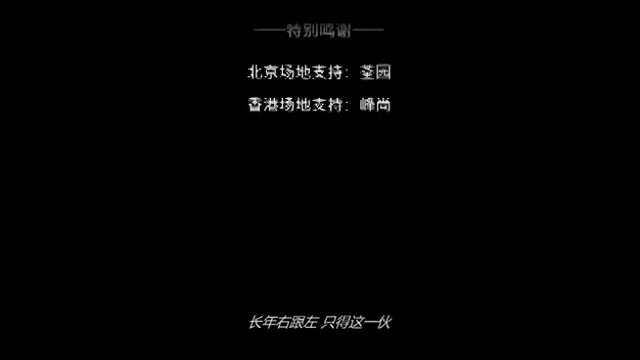 ——特别鸣谢——
北京场地支持：荃园
香港场地支持：峰尚
长年右跟左 只得这一伙